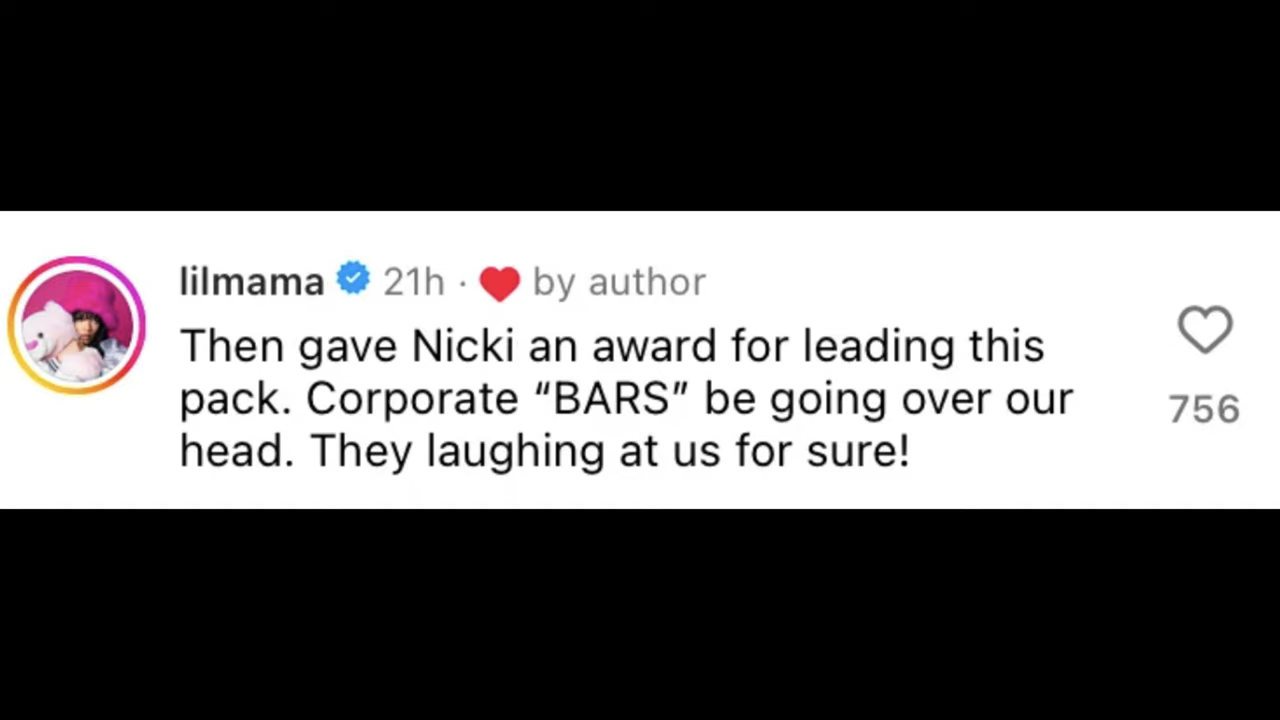 lilmama 21h · ❤️ by author
Then gave Nicki an award for leading this
pack. Corporate “BARS” be going over our
head. They laughing at us for sure!
756